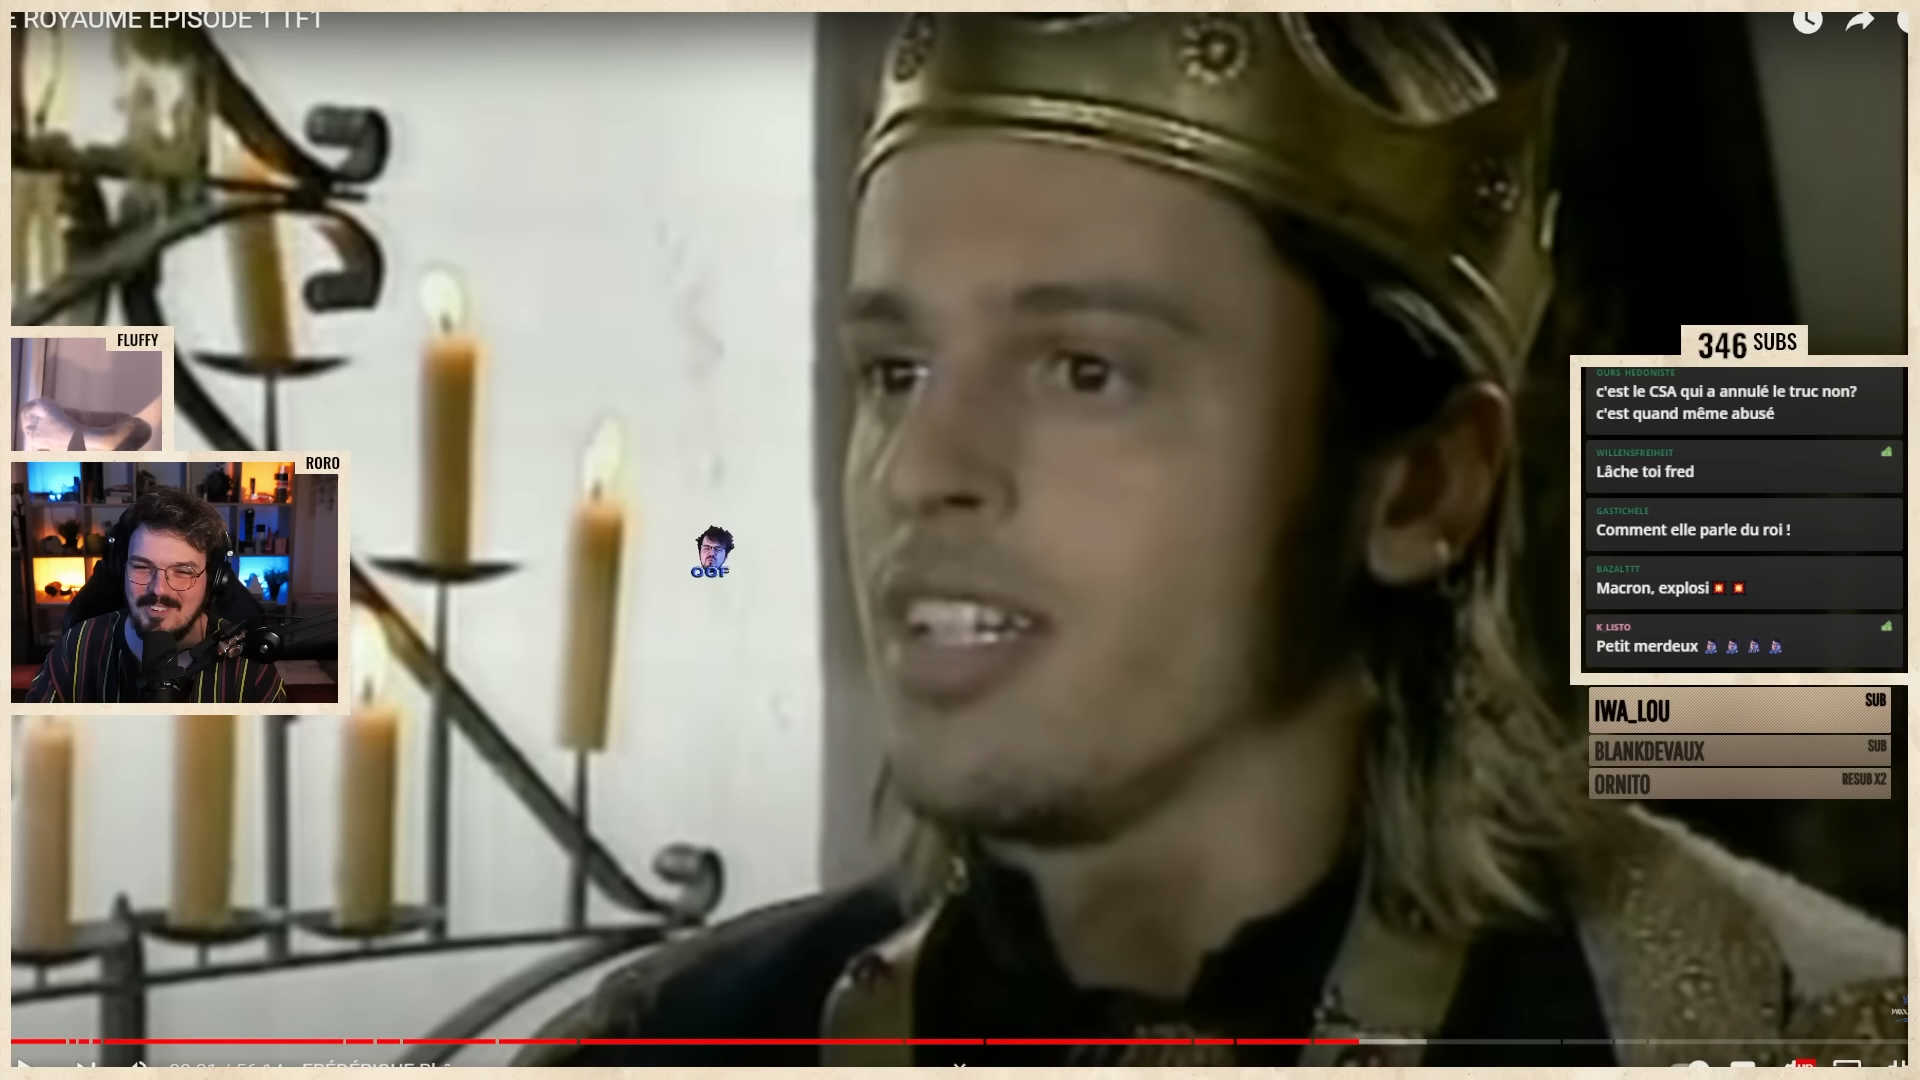 ROYAUME EPISODE 1 TF1
FLUFFY
RORO
OOF
346 SUBS
OURS HEDONISTE
c'est le CSA qui a annulé le truc non?
c'est quand même abusé
WILLENSFREIHEIT
Lâche toi fred
GASTICHELE
Comment elle parle du roi !
BAZALTTT
Macron, explosi💥 💥
K LISTO
Petit merdeux
IWA_LOU SUB
BLANKDEVAUX SUB
ORNITO RESUB X2